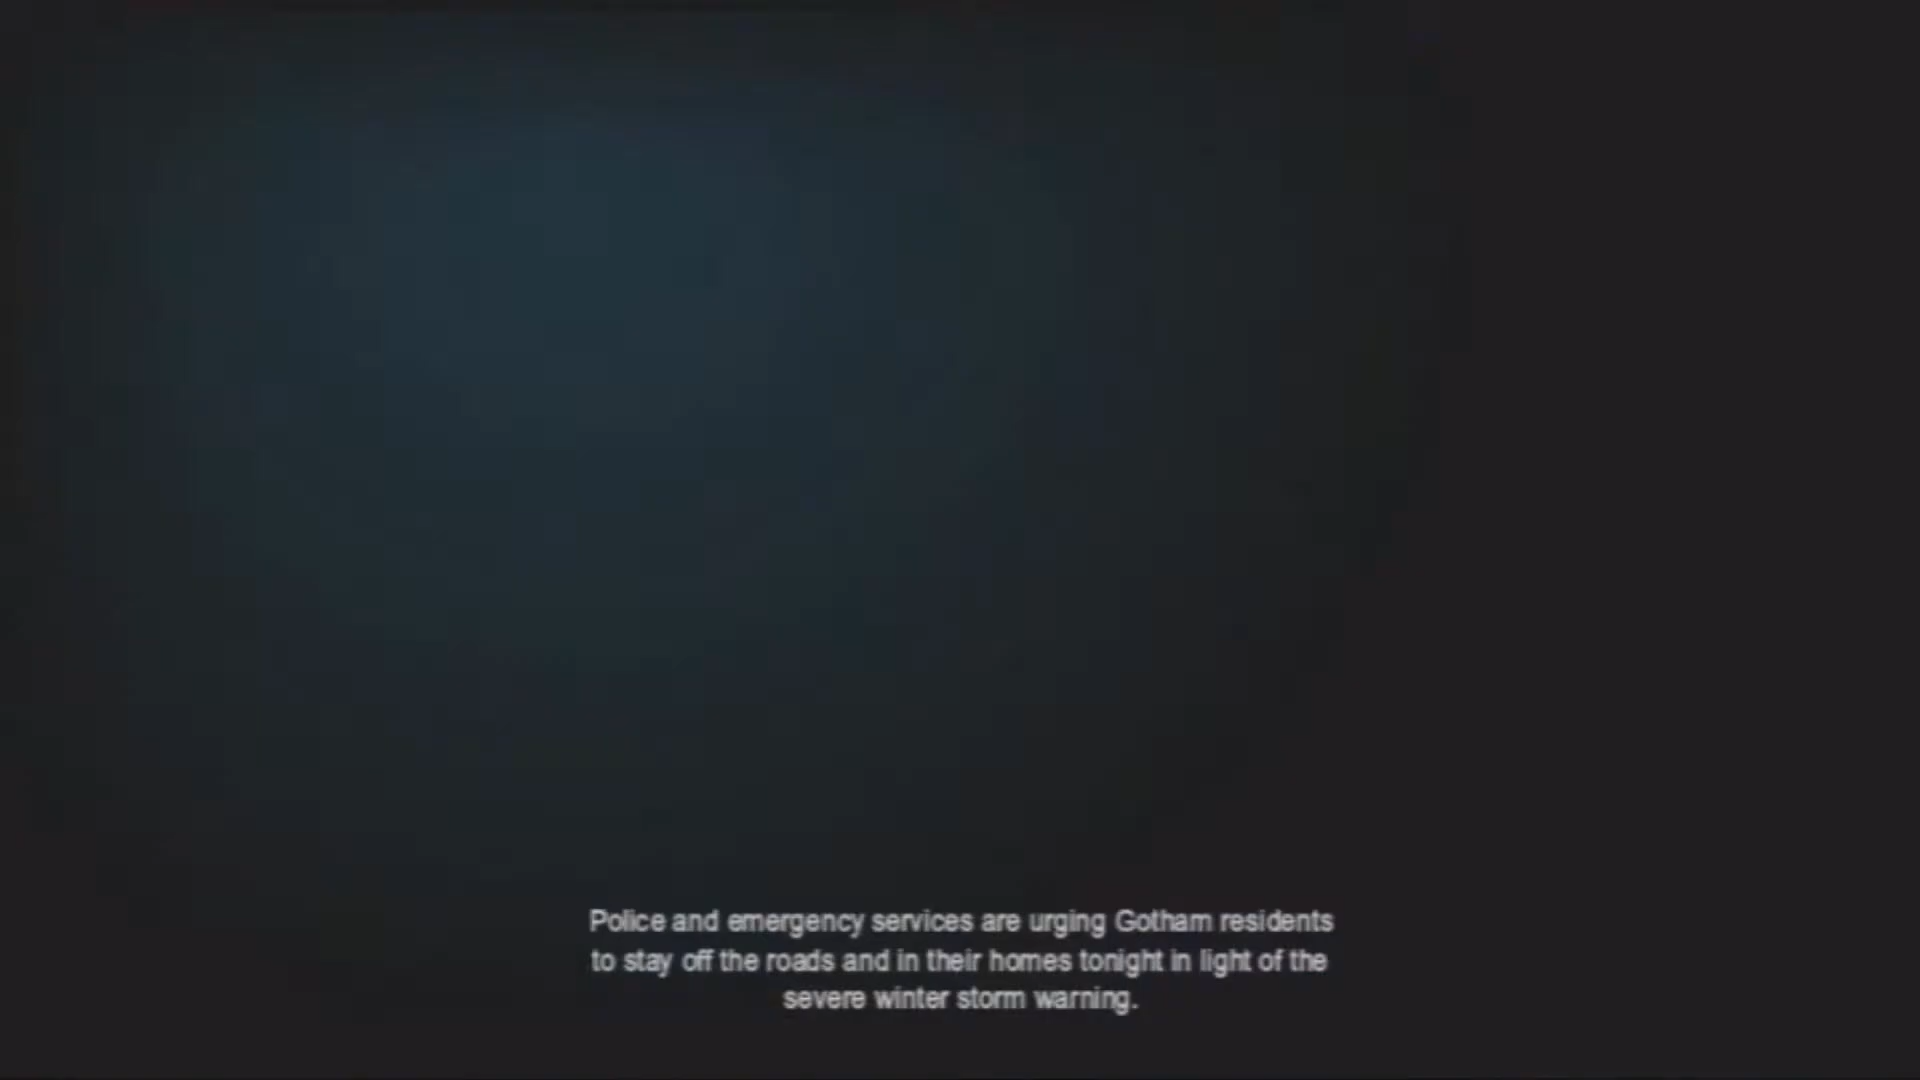 Police and emergency services are urging Gotham residents
to stay off the roads and in their homes tonight in light of the
severe winter storm warning.